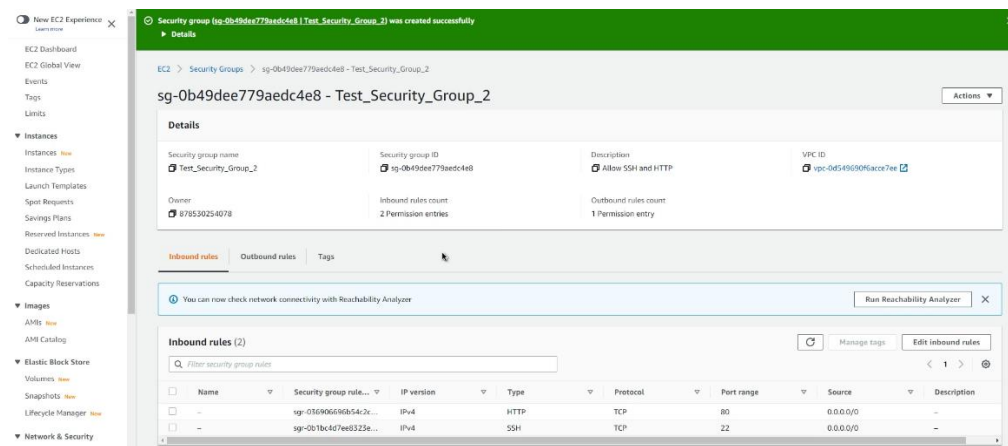 New EC2 Experience
Learn more
EC2 Dashboard
EC2 Global View
Events
Tags
Limits
Instances
Instances New
Instance Types
Launch Templates
Spot Requests
Savings Plans
Reserved Instances New
Dedicated Hosts
Scheduled Instances
Capacity Reservations
Images
AMIs New
AMI Catalog
Elastic Block Store
Volumes New
Snapshots New
Lifecycle Manager New
Network & Security
Security group (sg-0b49dee779aedc4e8 | Test_Security_Group_2) was created successfully
Details
EC2 > Security Groups > sg-0b49dee779aedc4e8 - Test_Security_Group_2
sg-0b49dee779aedc4e8 - Test_Security_Group_2
Actions
Details
Security group name Security group ID Description VPC ID
Test_Security_Group_2 sg-0b49dee779aedc4e8 Allow SSH and HTTP vpc-0d549690f6acce7ee
Owner Inbound rules count Outbound rules count
878530254078 2 Permission entries 1 Permission entry
Inbound rules Outbound rules Tags
You can now check network connectivity with Reachability Analyzer Run Reachability Analyzer
Inbound rules (2) Manage tags Edit inbound rules
Filter security group rules 1
Name Security group rule... IP version Type Protocol Port range Source Description
– sgr-036906696b54c2c... IPv4 HTTP TCP 80 0.0.0.0/0 –
– sgr-0b1bc4d7ee8323e... IPv4 SSH TCP 22 0.0.0.0/0 –